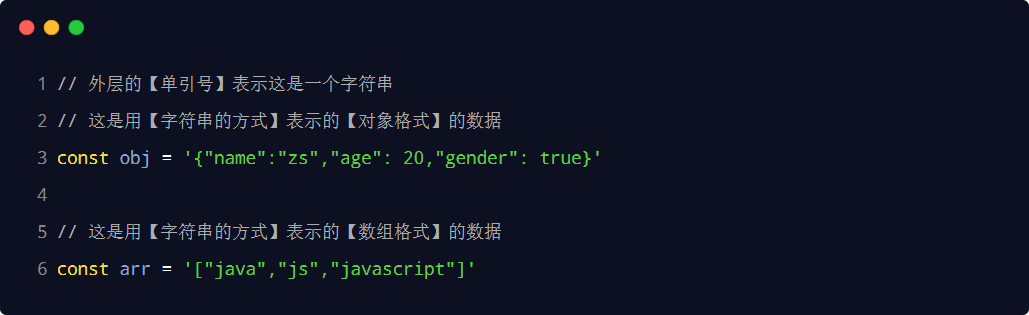 1 // 外层的【单引号】表示这是一个字符串
2 // 这是用【字符串的方式】表示的【对象格式】的数据
3 const obj = '{"name":"zs","age": 20,"gender": true}'
4
5 // 这是用【字符串的方式】表示的【数组格式】的数据
6 const arr = '["java","js","javascript"]'